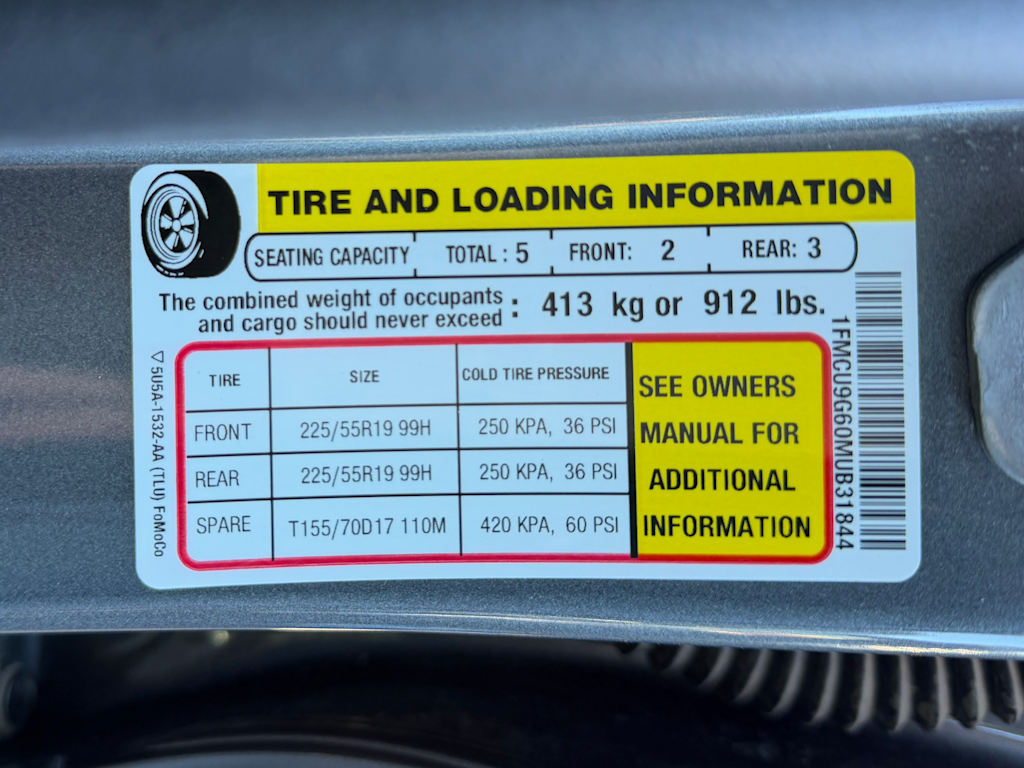 TIRE AND LOADING INFORMATION
SEATING CAPACITY TOTAL : 5 FRONT: 2 REAR: 3
The combined weight of occupants
and cargo should never exceed : 413 kg or 912 lbs.
TIRE SIZE COLD TIRE PRESSURE
FRONT 225/55R19 99H 250 KPA, 36 PSI
REAR 225/55R19 99H 250 KPA, 36 PSI
SPARE T155/70D17 110M 420 KPA, 60 PSI
SEE OWNERS
MANUAL FOR
ADDITIONAL
INFORMATION
1FMCU9G60MUB31844
▽5U5A-1532-AA (TLU) FoMoCo